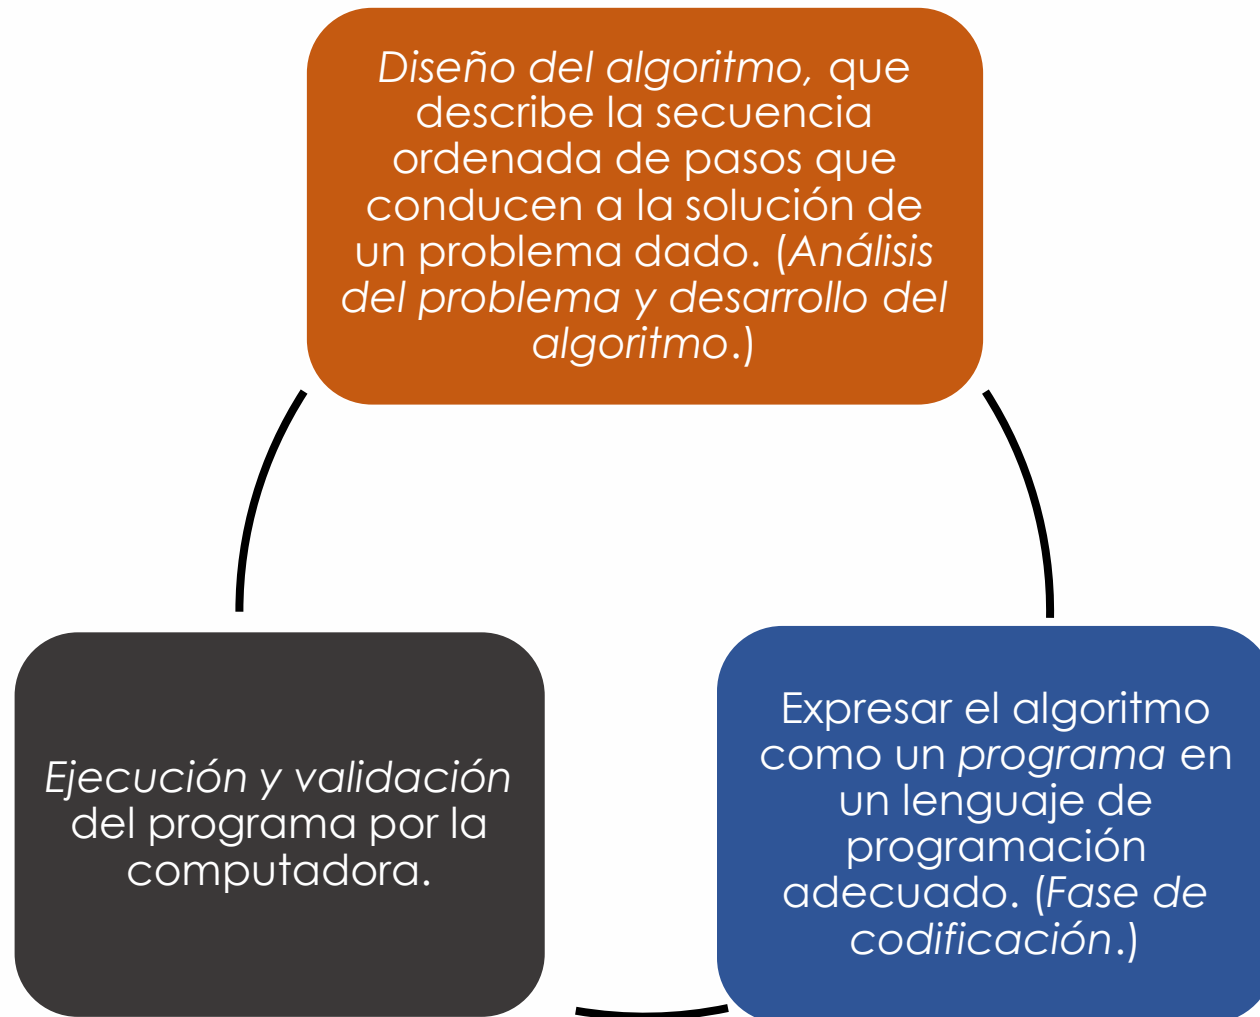 Diseño del algoritmo, que
describe la secuencia
ordenada de pasos que
conducen a la solución de
un problema dado. (Análisis
del problema y desarrollo del
algoritmo.)
Expresar el algoritmo
como un programa en
un lenguaje de
programación
adecuado. (Fase de
codificación.)
Ejecución y validación
del programa por la
computadora.